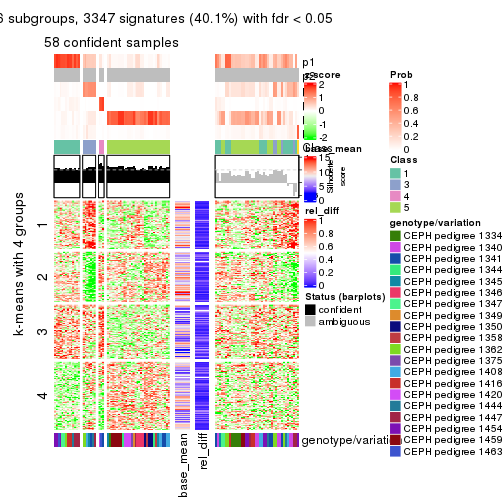 6 subgroups, 3347 signatures (40.1%) with fdr < 0.05
58 confident samples
p1
Class
z-score
2
1
0
-1
-2
base_mean
15
10
5
0
Silhouette
score
rel_diff
1
0.8
0.6
0.4
0.2
0
Status (barplots)
confident
ambiguous
Prob
1
0.8
0.6
0.4
0.2
0
Class
1
3
4
5
genotype/variation
CEPH pedigree 1334
CEPH pedigree 1340
CEPH pedigree 1341
CEPH pedigree 1344
CEPH pedigree 1345
CEPH pedigree 1346
CEPH pedigree 1347
CEPH pedigree 1349
CEPH pedigree 1350
CEPH pedigree 1358
CEPH pedigree 1362
CEPH pedigree 1375
CEPH pedigree 1408
CEPH pedigree 1416
CEPH pedigree 1420
CEPH pedigree 1444
CEPH pedigree 1447
CEPH pedigree 1454
CEPH pedigree 1459
CEPH pedigree 1463
k-means with 4 groups
1
2
3
4
genotype/variati
base_mean
rel_diff